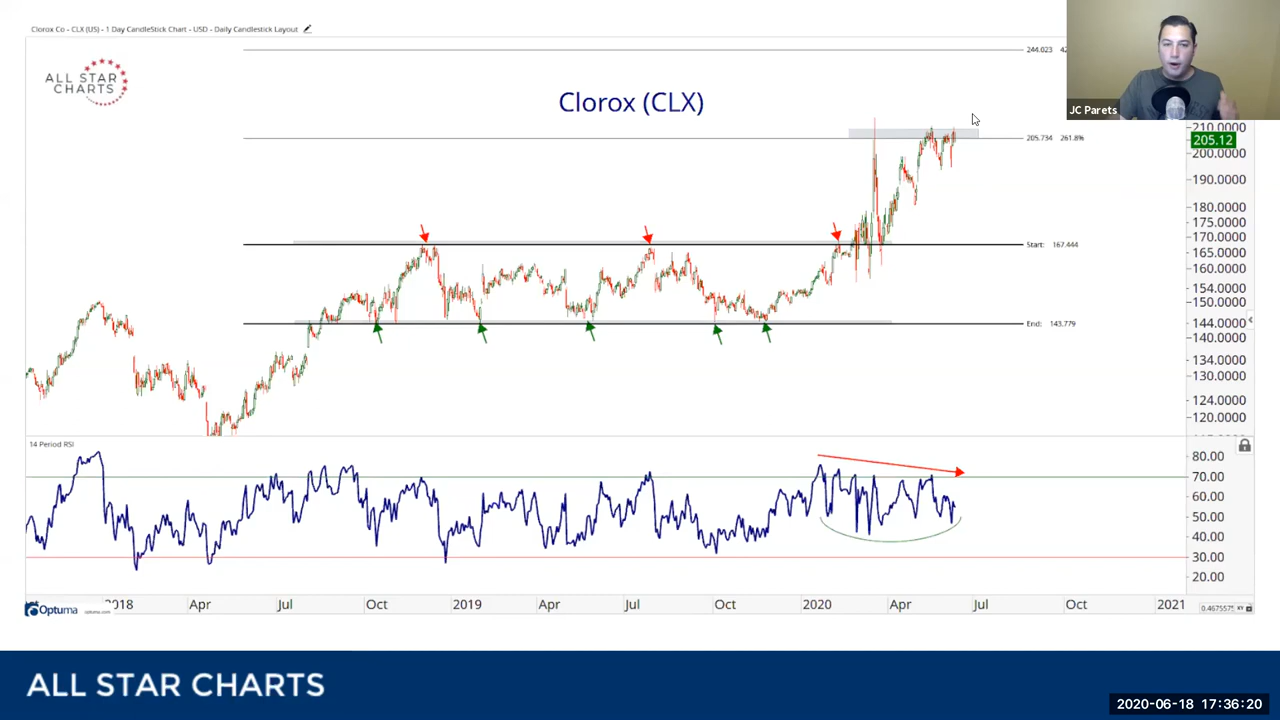 Clorox Co - CLX (US) - 1 Day CandleStick Chart - USD - Daily Candlestick Layout
ALL STAR
CHARTS
Clorox (CLX)
244.023
JC Parets
205.734 261.8%
Start: 167.444
End: 143.779
210.0000
205.12
200.0000
190.0000
180.0000
175.0000
170.0000
165.0000
160.0000
154.0000
150.0000
144.0000
140.0000
134.0000
130.0000
124.0000
120.0000
14 Period RSI
80.00
70.00
60.00
50.00
40.00
30.00
20.00
2018 Apr Jul Oct 2019 Apr Jul Oct 2020 Apr Jul Oct 2021
Optuma
ALL STAR CHARTS
2020-06-18 17:36:20